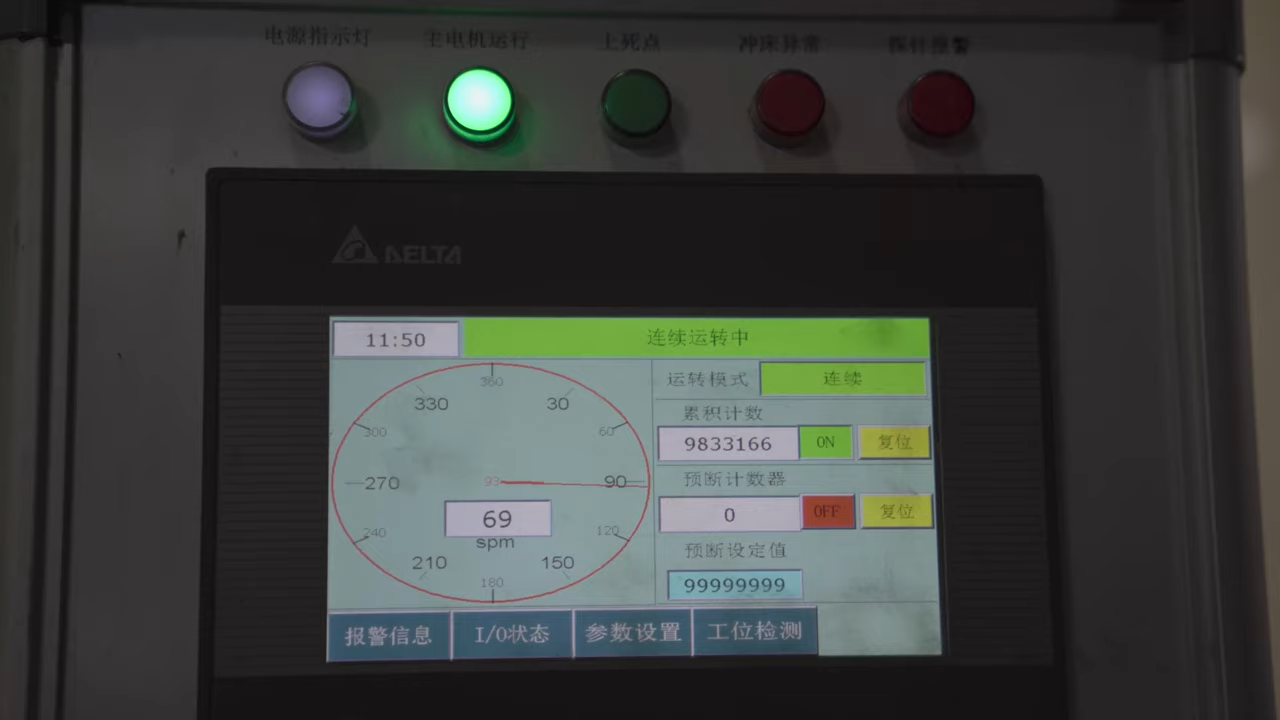 电源指示灯 主电机运行 上死点 冲床异常 探针报警
DELTA
11:50 连续运转中
运转模式 连续
累积计数
9833166 ON 复位
预断计数器
0 OFF 复位
预断设定值
99999999
360
330 30
300 60
270 93 90
69
spm
240 120
210 150
180
报警信息 I/O状态 参数设置 工位检测